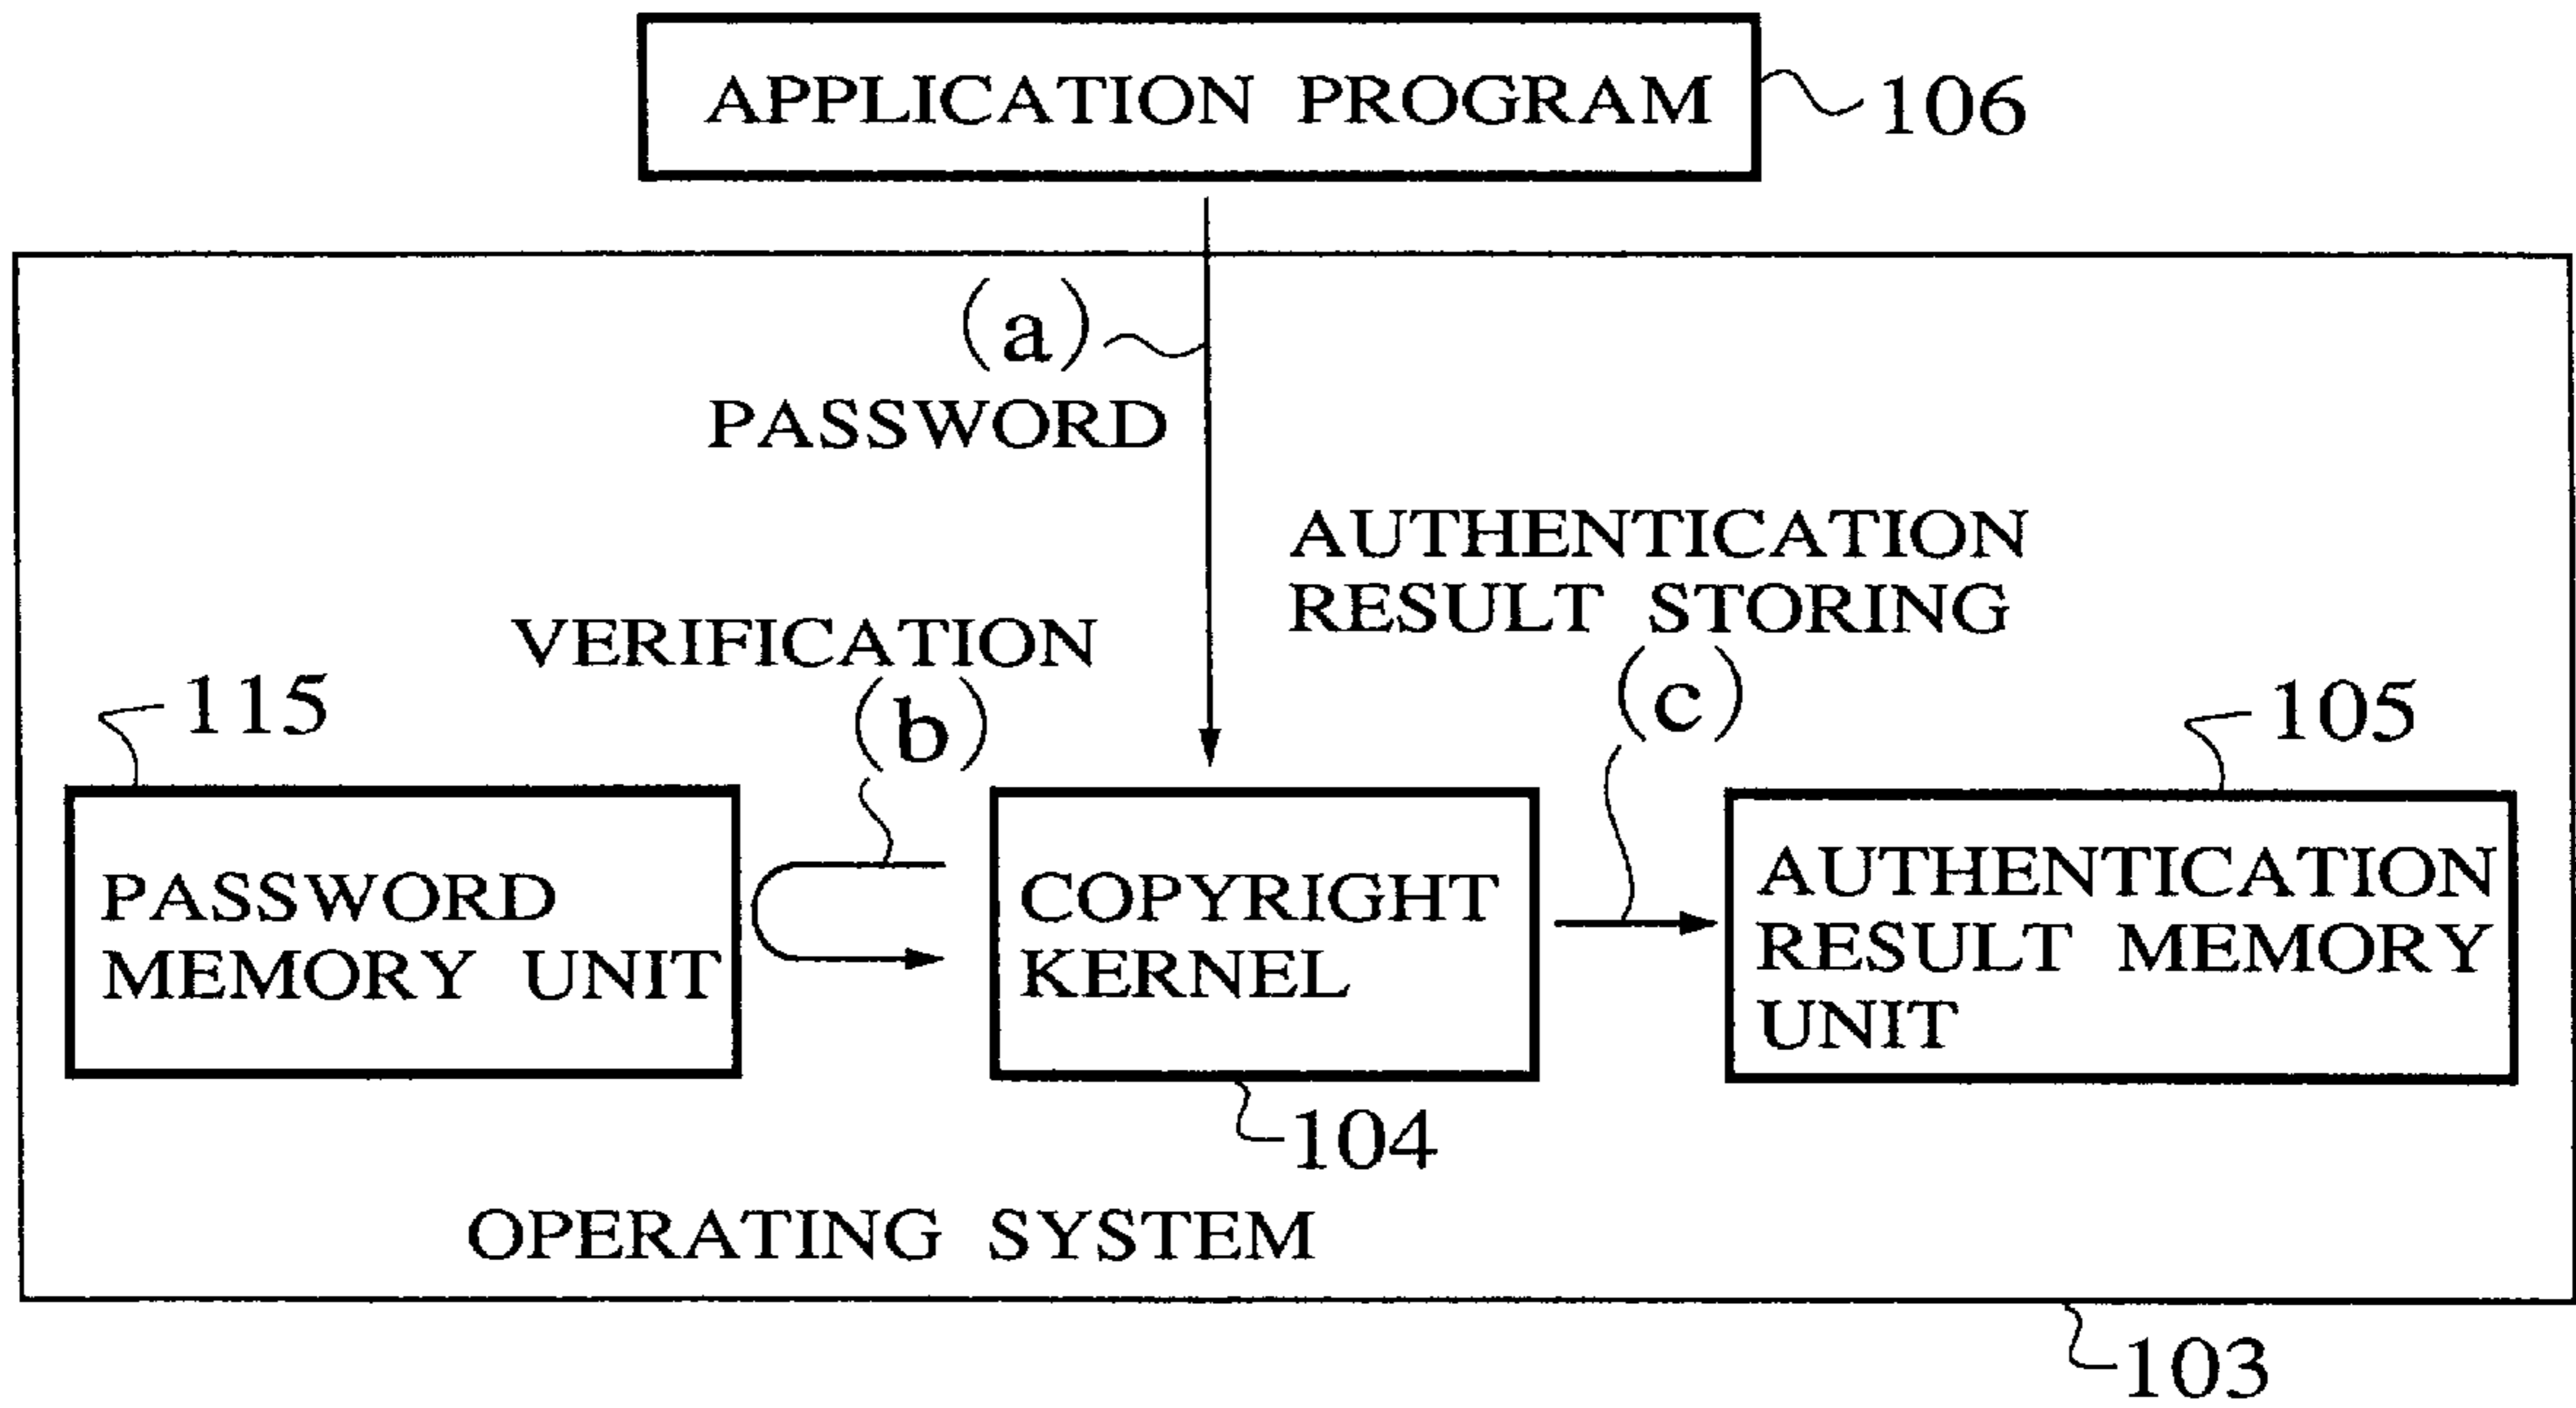 APPLICATION PROGRAM
106
(a)
PASSWORD
AUTHENTICATION
RESULT STORING
(c)
VERIFICATION
(b)
115
105
PASSWORD
MEMORY UNIT
COPYRIGHT
KERNEL
AUTHENTICATION
RESULT MEMORY
UNIT
104
OPERATING SYSTEM
103